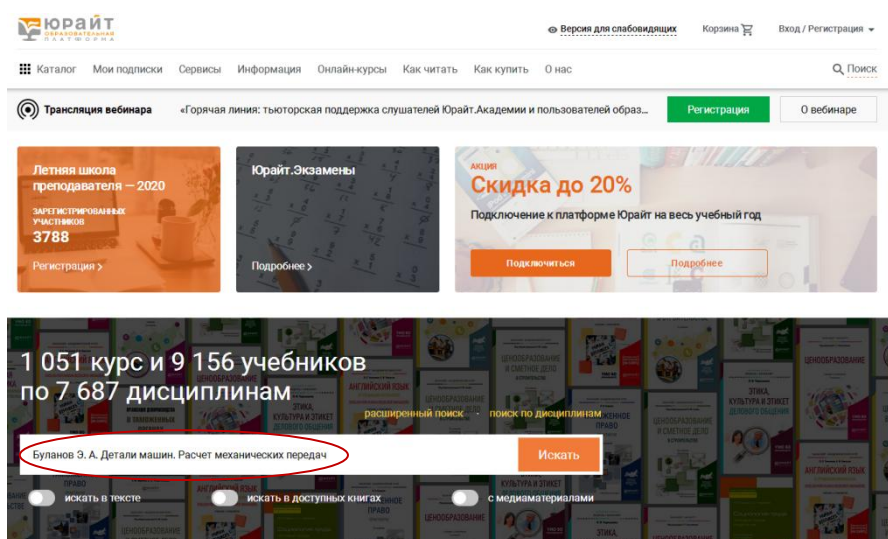 юрайт
ОБРАЗОВАТЕЛЬНАЯ
ПЛАТФОРМА
Версия для слабовидящих Корзина Вход / Регистрация
Каталог Мои подписки Сервисы Информация Онлайн-курсы Как читать Как купить О нас Поиск
Трансляция вебинара «Горячая линия: тьюторская поддержка слушателей Юрайт.Академии и пользователей образ... Регистрация О вебинаре
Летняя школа
преподавателя — 2020
ЗАРЕГИСТРИРОВАННЫХ
УЧАСТНИКОВ
3788
Регистрация >
Юрайт.Экзамены
Подробнее >
АКЦИЯ
Скидка до 20%
Подключение к платформе Юрайт на весь учебный год
Подключиться Подробнее
1 051 курс и 9 156 учебников
по 7 687 дисциплинам
расширенный поиск - поиск по дисциплинам
Буланов Э. А. Детали машин. Расчет механических передач Искать
искать в тексте искать в доступных книгах с медиаматериалами